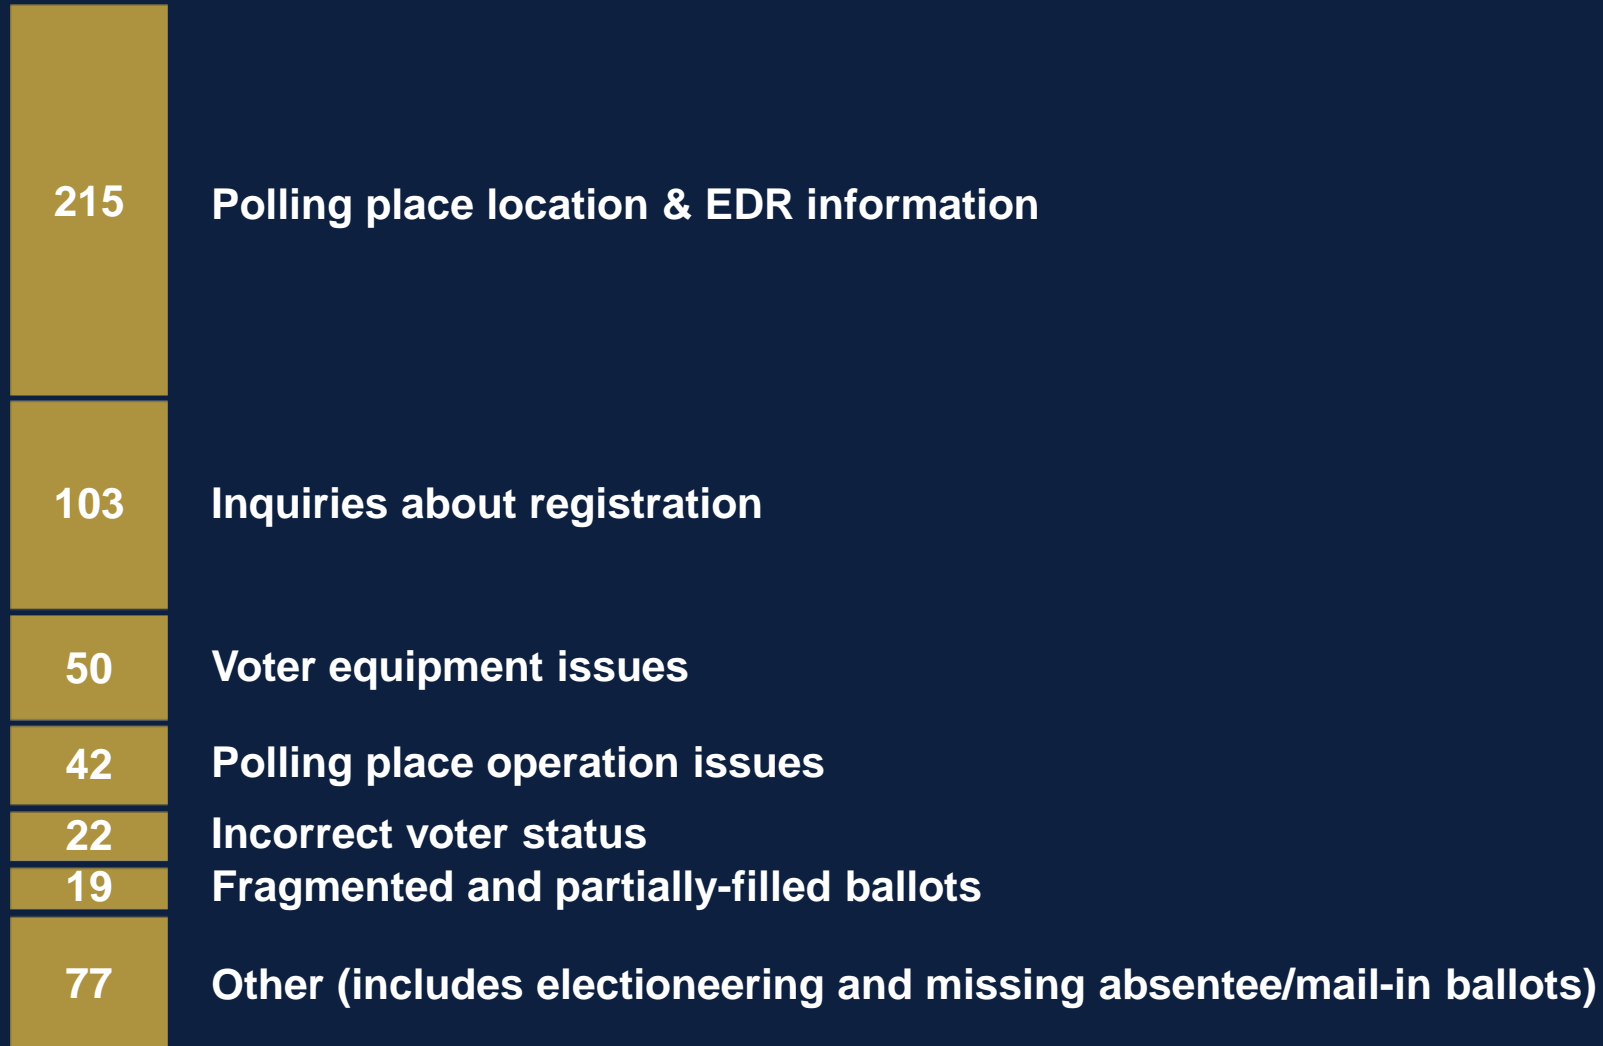 215 Polling place location & EDR information
103 Inquiries about registration
50 Voter equipment issues
42 Polling place operation issues
22 Incorrect voter status
19 Fragmented and partially-filled ballots
77 Other (includes electioneering and missing absentee/mail-in ballots)